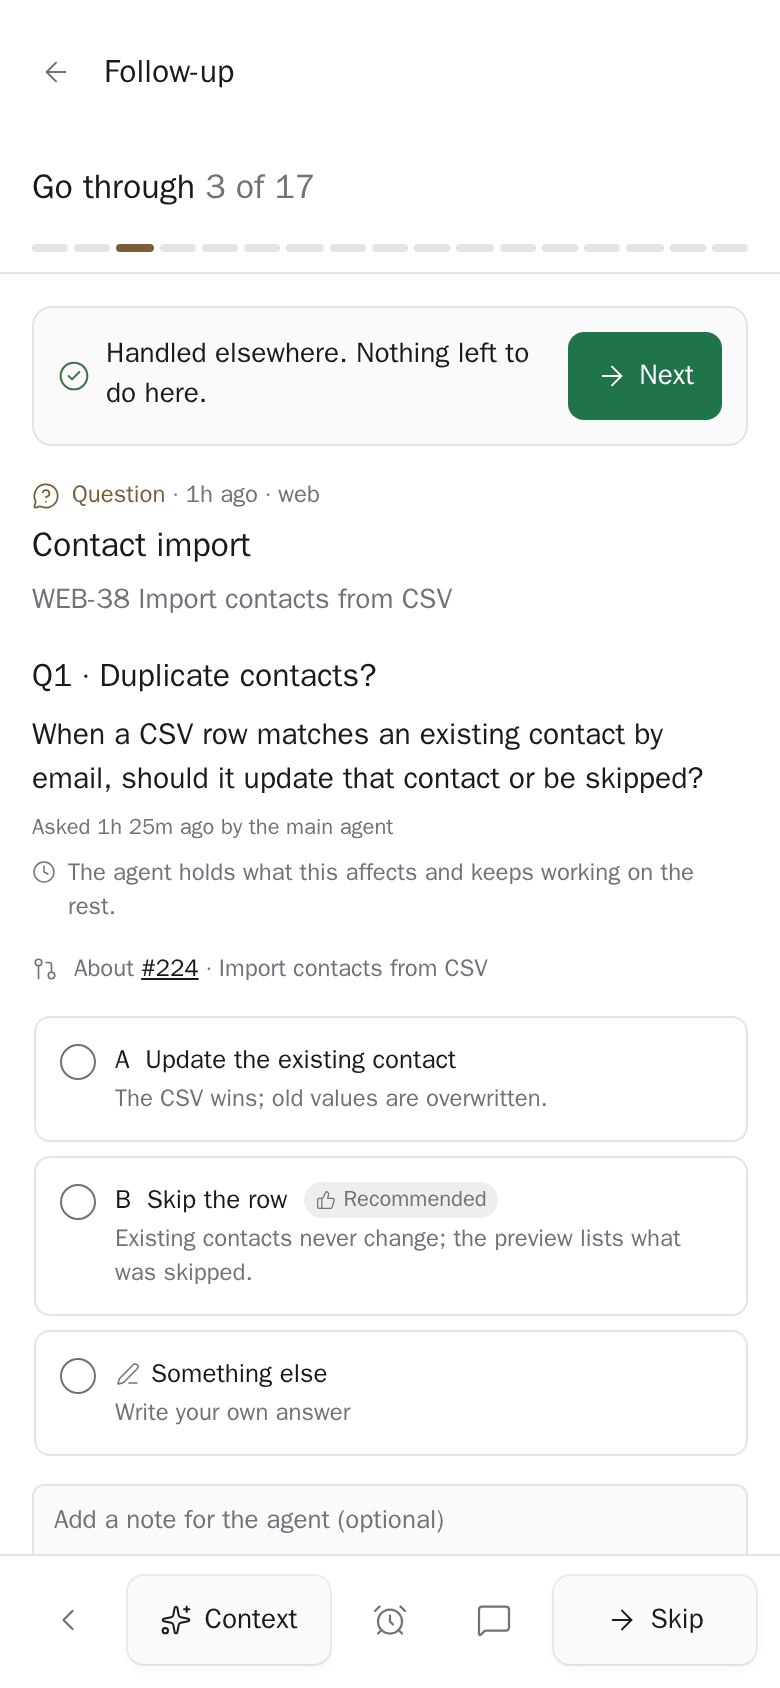 Follow-up
Go through 3 of 17
Handled elsewhere. Nothing left to
do here.
Next
Question · 1h ago · web
Contact import
WEB-38 Import contacts from CSV
Q1 · Duplicate contacts?
When a CSV row matches an existing contact by
email, should it update that contact or be skipped?
Asked 1h 25m ago by the main agent
The agent holds what this affects and keeps working on the
rest.
About #224 · Import contacts from CSV
A Update the existing contact
The CSV wins; old values are overwritten.
B Skip the row Recommended
Existing contacts never change; the preview lists what
was skipped.
Something else
Write your own answer
Add a note for the agent (optional)
Context
Skip